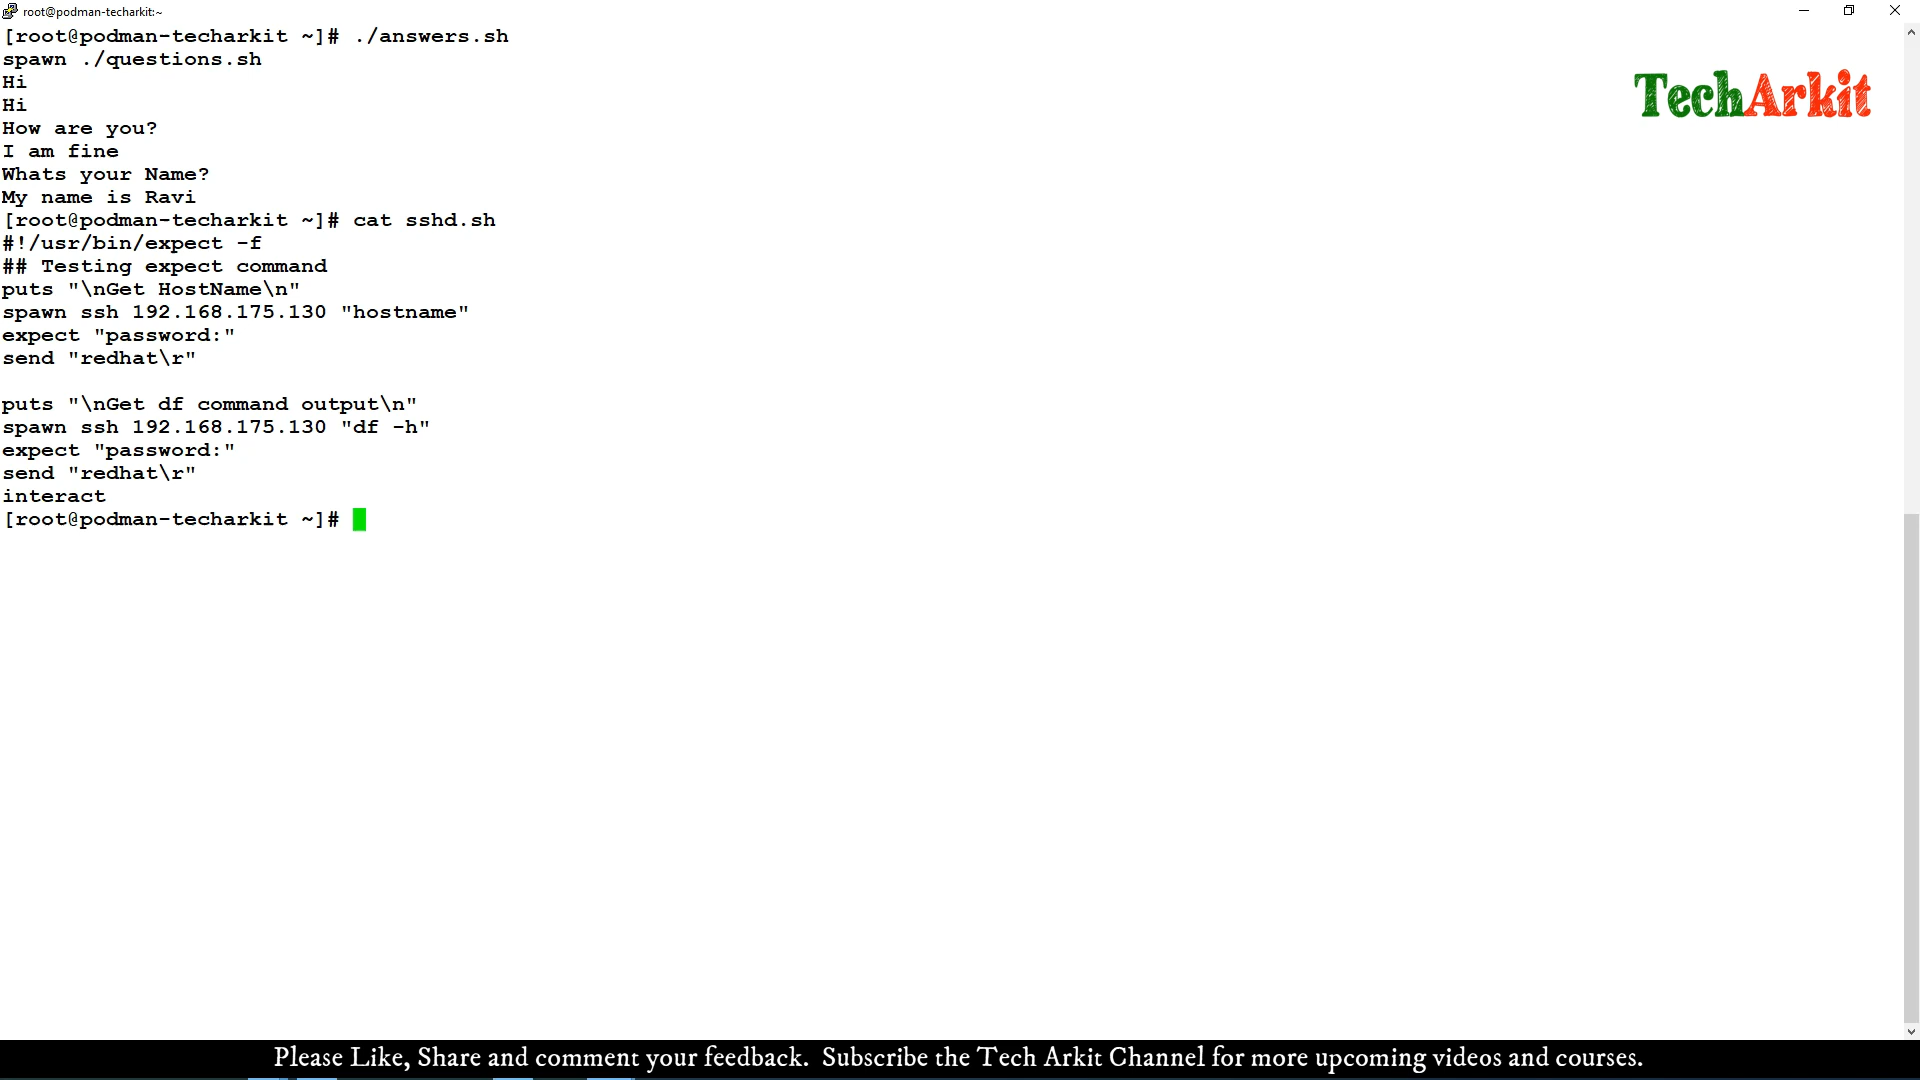 root@podman-techarkit:~
[root@podman-techarkit ~]# ./answers.sh
spawn ./questions.sh
Hi
Hi
How are you?
I am fine
Whats your Name?
My name is Ravi
[root@podman-techarkit ~]# cat sshd.sh
#!/usr/bin/expect -f
## Testing expect command
puts "\nGet HostName\n"
spawn ssh 192.168.175.130 "hostname"
expect "password:"
send "redhat\r"

puts "\nGet df command output\n"
spawn ssh 192.168.175.130 "df -h"
expect "password:"
send "redhat\r"
interact
[root@podman-techarkit ~]#
TechArkit
Please Like, Share and comment your feedback.  Subscribe the Tech Arkit Channel for more upcoming videos and courses.